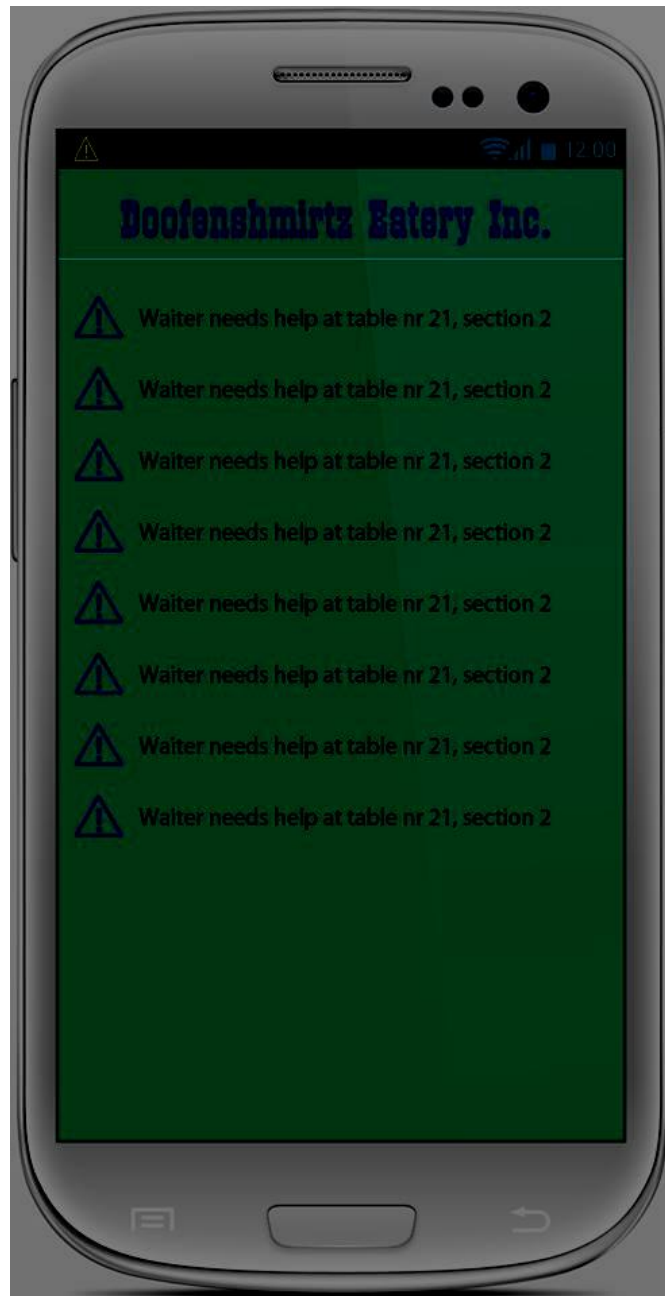 12:00
Doofenshmirtz Eatery Inc.
Waiter needs help at table nr 21, section 2
Waiter needs help at table nr 21, section 2
Waiter needs help at table nr 21, section 2
Waiter needs help at table nr 21, section 2
Waiter needs help at table nr 21, section 2
Waiter needs help at table nr 21, section 2
Waiter needs help at table nr 21, section 2
Waiter needs help at table nr 21, section 2